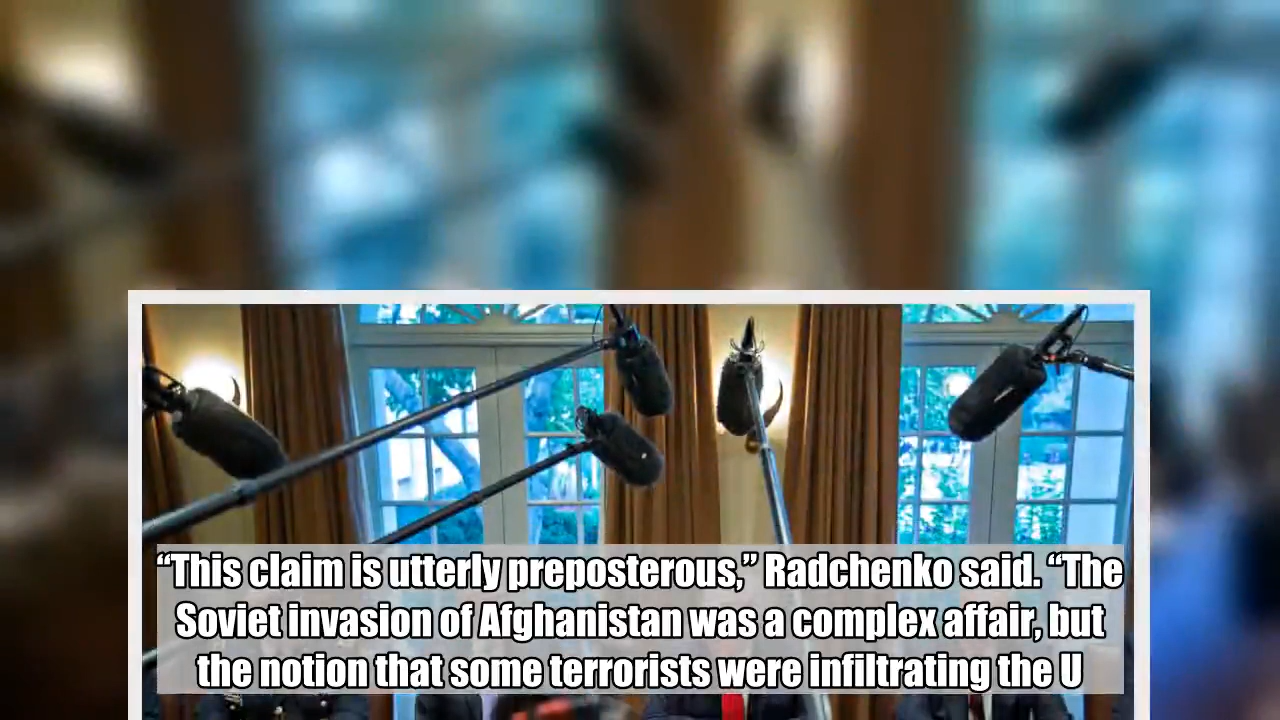 “This claim is utterly preposterous,” Radchenko said. “The
Soviet invasion of Afghanistan was a complex affair, but
the notion that some terrorists were infiltrating the U